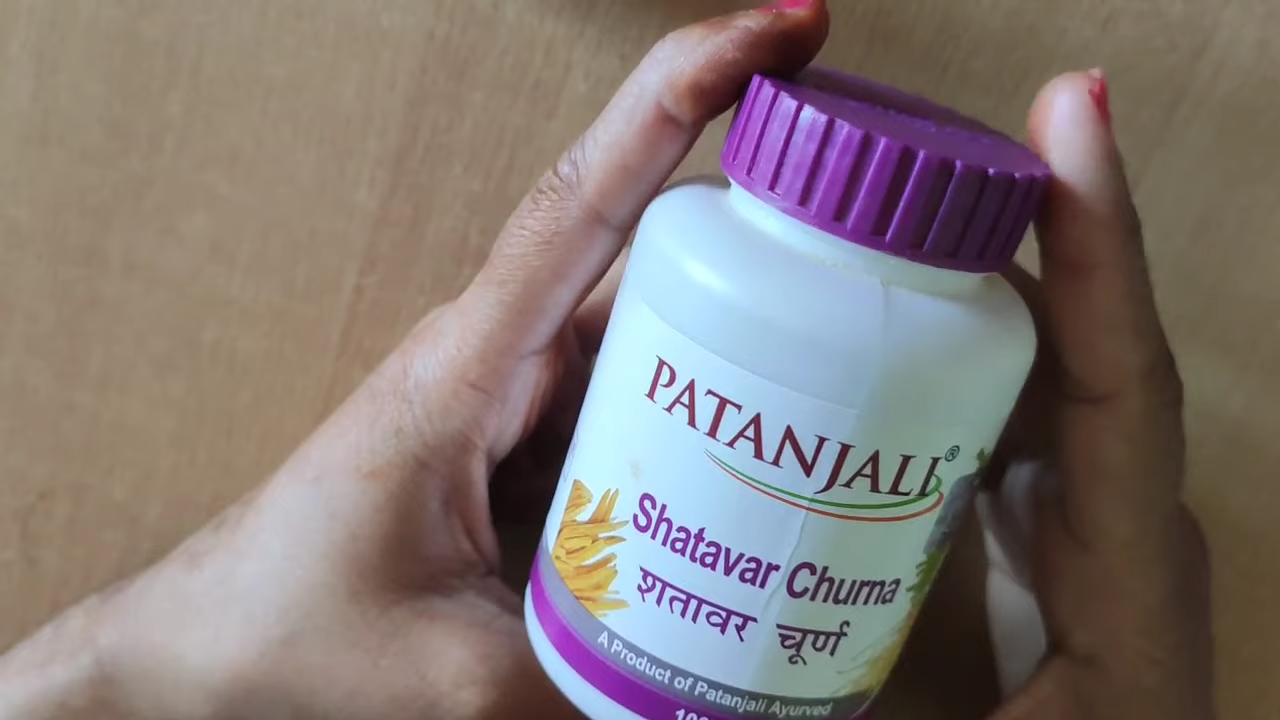 PATANJALI®
Shatavar Churna
शतावर चूर्ण
A Product of Patanjali Ayurved